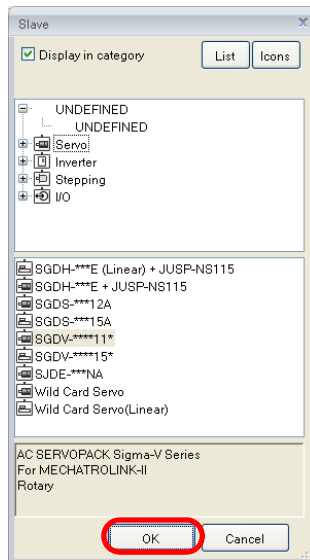 Slave
Display in category
List
Icons
UNDEFINED
UNDEFINED
Servo
Inverter
Stepping
I/O
SGDH-***E (Linear) + JUSP-NS115
SGDH-***E + JUSP-NS115
SGDS-***12A
SGDS-***15A
SGDV-****11*
SGDV-****15*
SJDE-***NA
Wild Card Servo
Wild Card Servo(Linear)
AC SERVOPACK Sigma-V Series
For MECHATROLINK-II
Rotary
OK
Cancel